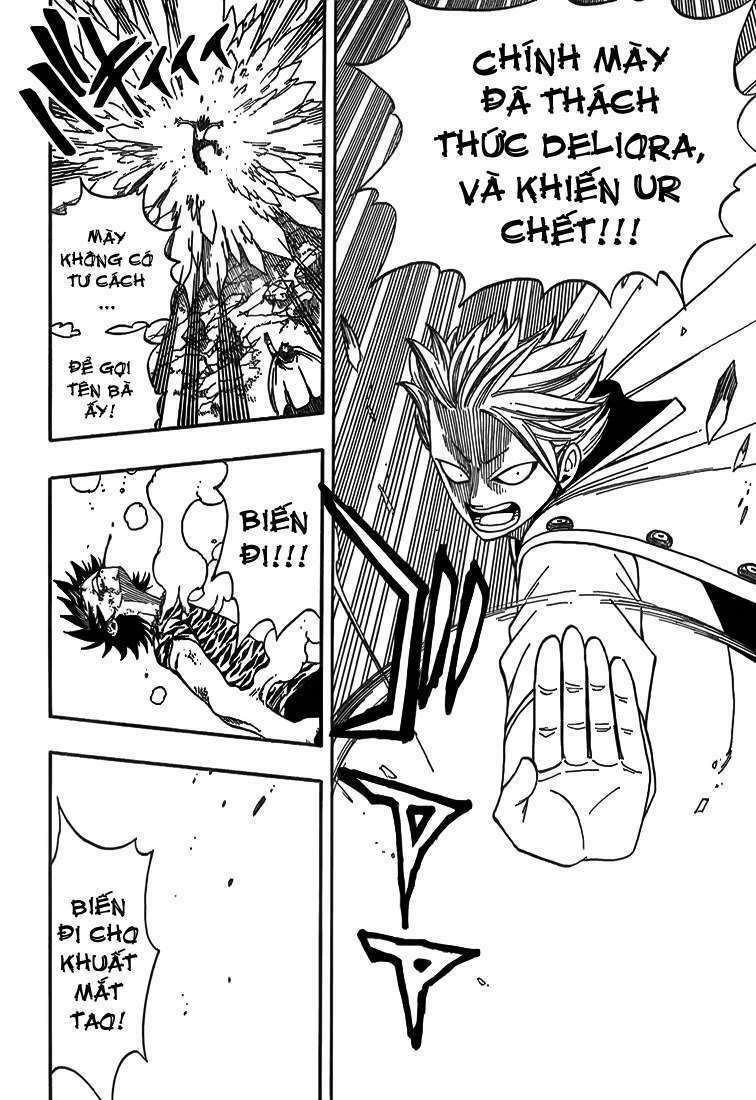 CHÍNH MÀY
ĐÃ THÁCH
THỨC DELIORA,
VÀ KHIẾN UR
CHẾT!!!
MÀY
KHÔNG CÓ
TƯ CÁCH
...
ĐỂ GỌI
TÊN BÀ
ẤY!
BIẾN
ĐI!!!
BIẾN
ĐI CHO
KHUẤT
MẮT
TAO!